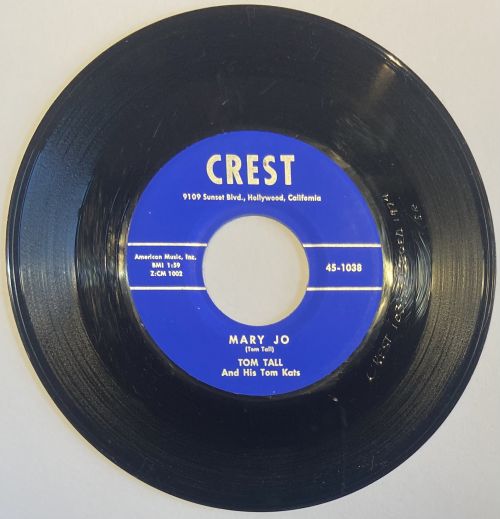 CREST
9109 Sunset Blvd., Hollywood, California
American Music, Inc.
BMI 1:59
Z:CM 1002
45-1038
MARY JO
(Tom Tall)
TOM TALL
And His Tom Kats